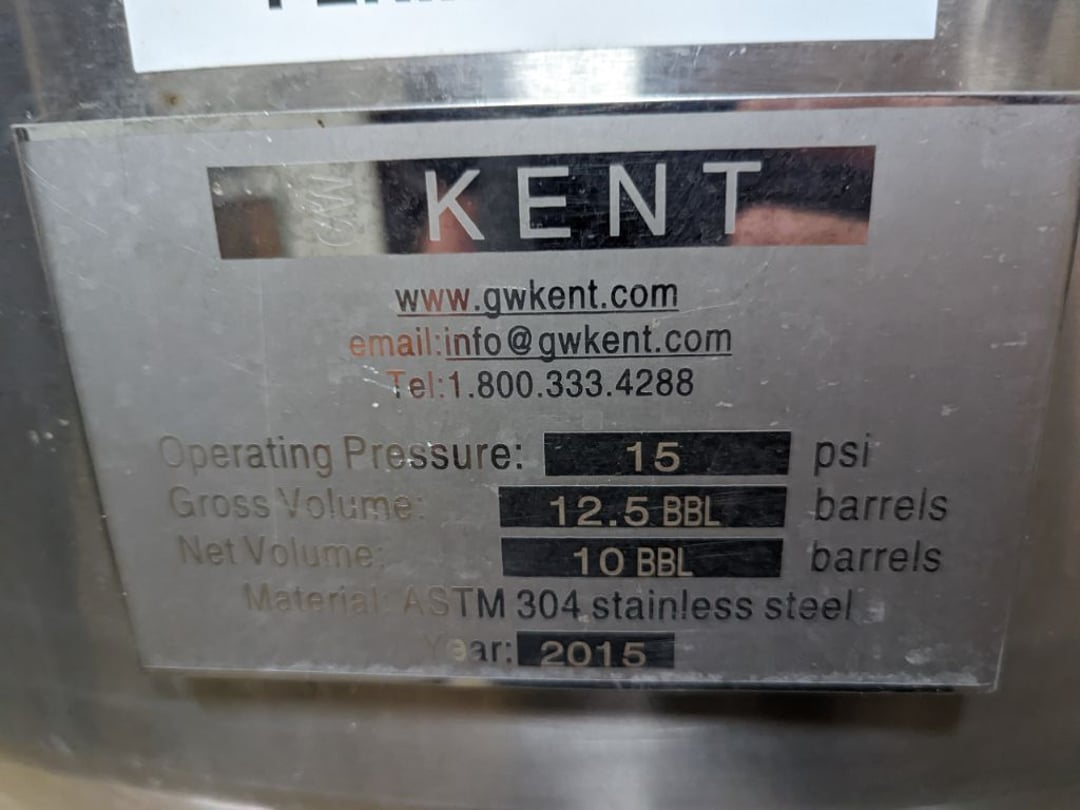 GW KENT
www.gwkent.com
email:info@gwkent.com
Tel:1.800.333.4288
Operating Pressure: 15 psi
Gross Volume: 12.5 BBL barrels
Net Volume: 10 BBL barrels
Material: ASTM 304 stainless steel
Year: 2015